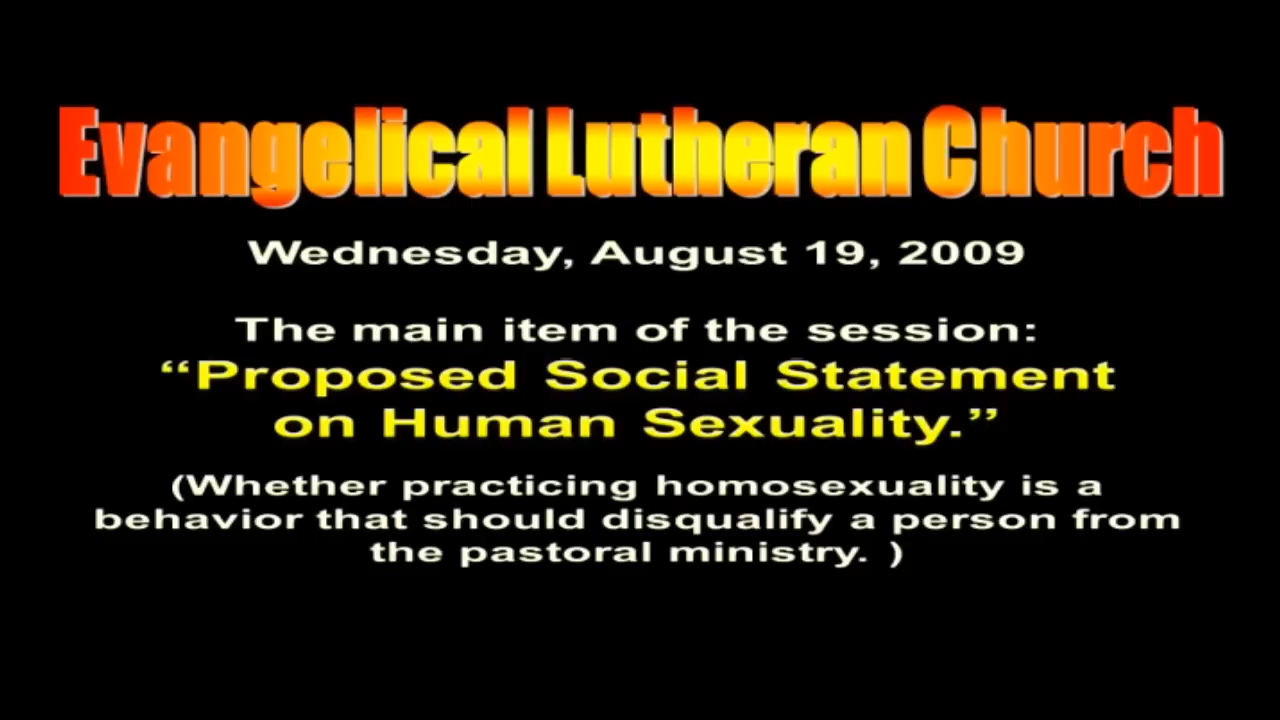 Evangelical Lutheran Church
Wednesday, August 19, 2009
The main item of the session:
“Proposed Social Statement
on Human Sexuality.”
(Whether practicing homosexuality is a
behavior that should disqualify a person from
the pastoral ministry. )